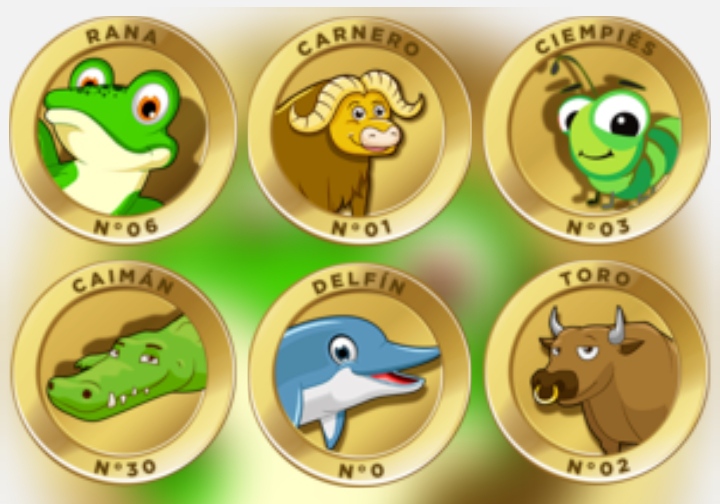 RANA
N°06
CARNERO
N°01
CIEMPIÉS
N°03
CAIMÁN
N°30
DELFÍN
N°0
TORO
N°02